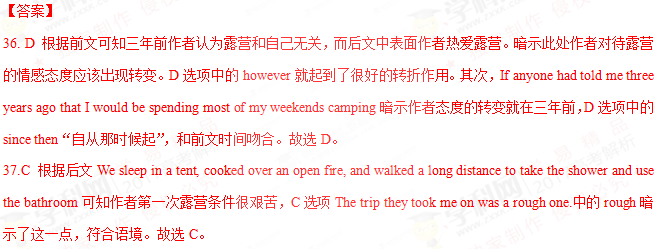 【答案】
36. D 根据前文可知三年前作者认为露营和自己无关，而后文中表面作者热爱露营。暗示此处作者对待露营
的情感态度应该出现转变。D 选项中的 however 就起到了很好的转折作用。其次，If anyone had told me three
years ago that I would be spending most of my weekends camping 暗示作者态度的转变就在三年前，D 选项中的
since then “自从那时候起”，和前文时间吻合。故选 D。
37.C 根据后文 We sleep in a tent, cooked over an open fire, and walked a long distance to take the shower and use
the bathroom 可知作者第一次露营条件很艰苦，C 选项 The trip they took me on was a rough one.中的 rough 暗
示了这一点，符合语境。故选 C。